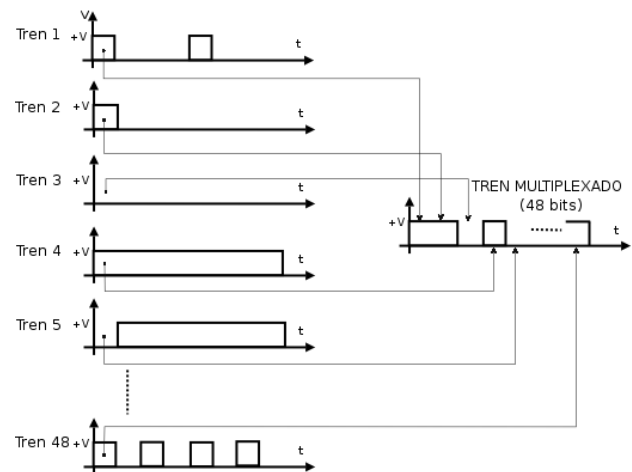 V
Tren 1 +V t
Tren 2 +V t
Tren 3 +V t
TREN MULTIPLEXADO
(48 bits)
+V t
Tren 4 +V t
Tren 5 +V t
Tren 48 +V t